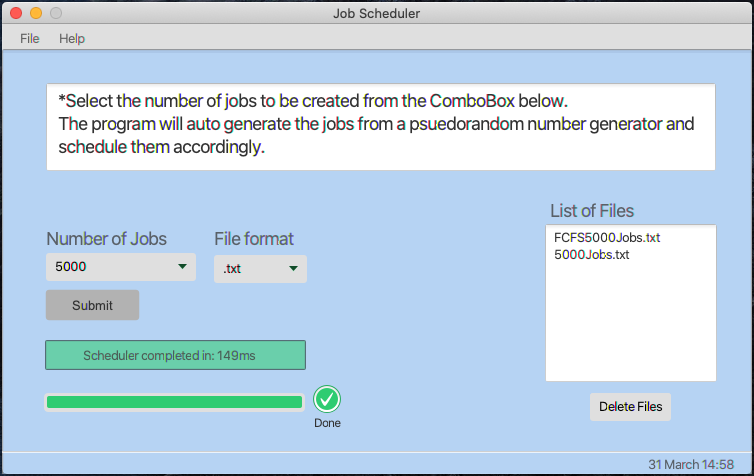 Job Scheduler
File Help
*Select the number of jobs to be created from the ComboBox below.
The program will auto generate the jobs from a psuedorandom number generator and
schedule them accordingly.
List of Files
Number of Jobs File format
FCFS5000Jobs.txt
5000Jobs.txt
5000 .txt
Submit
Scheduler completed in: 149ms
Done
Delete Files
31 March 14:58